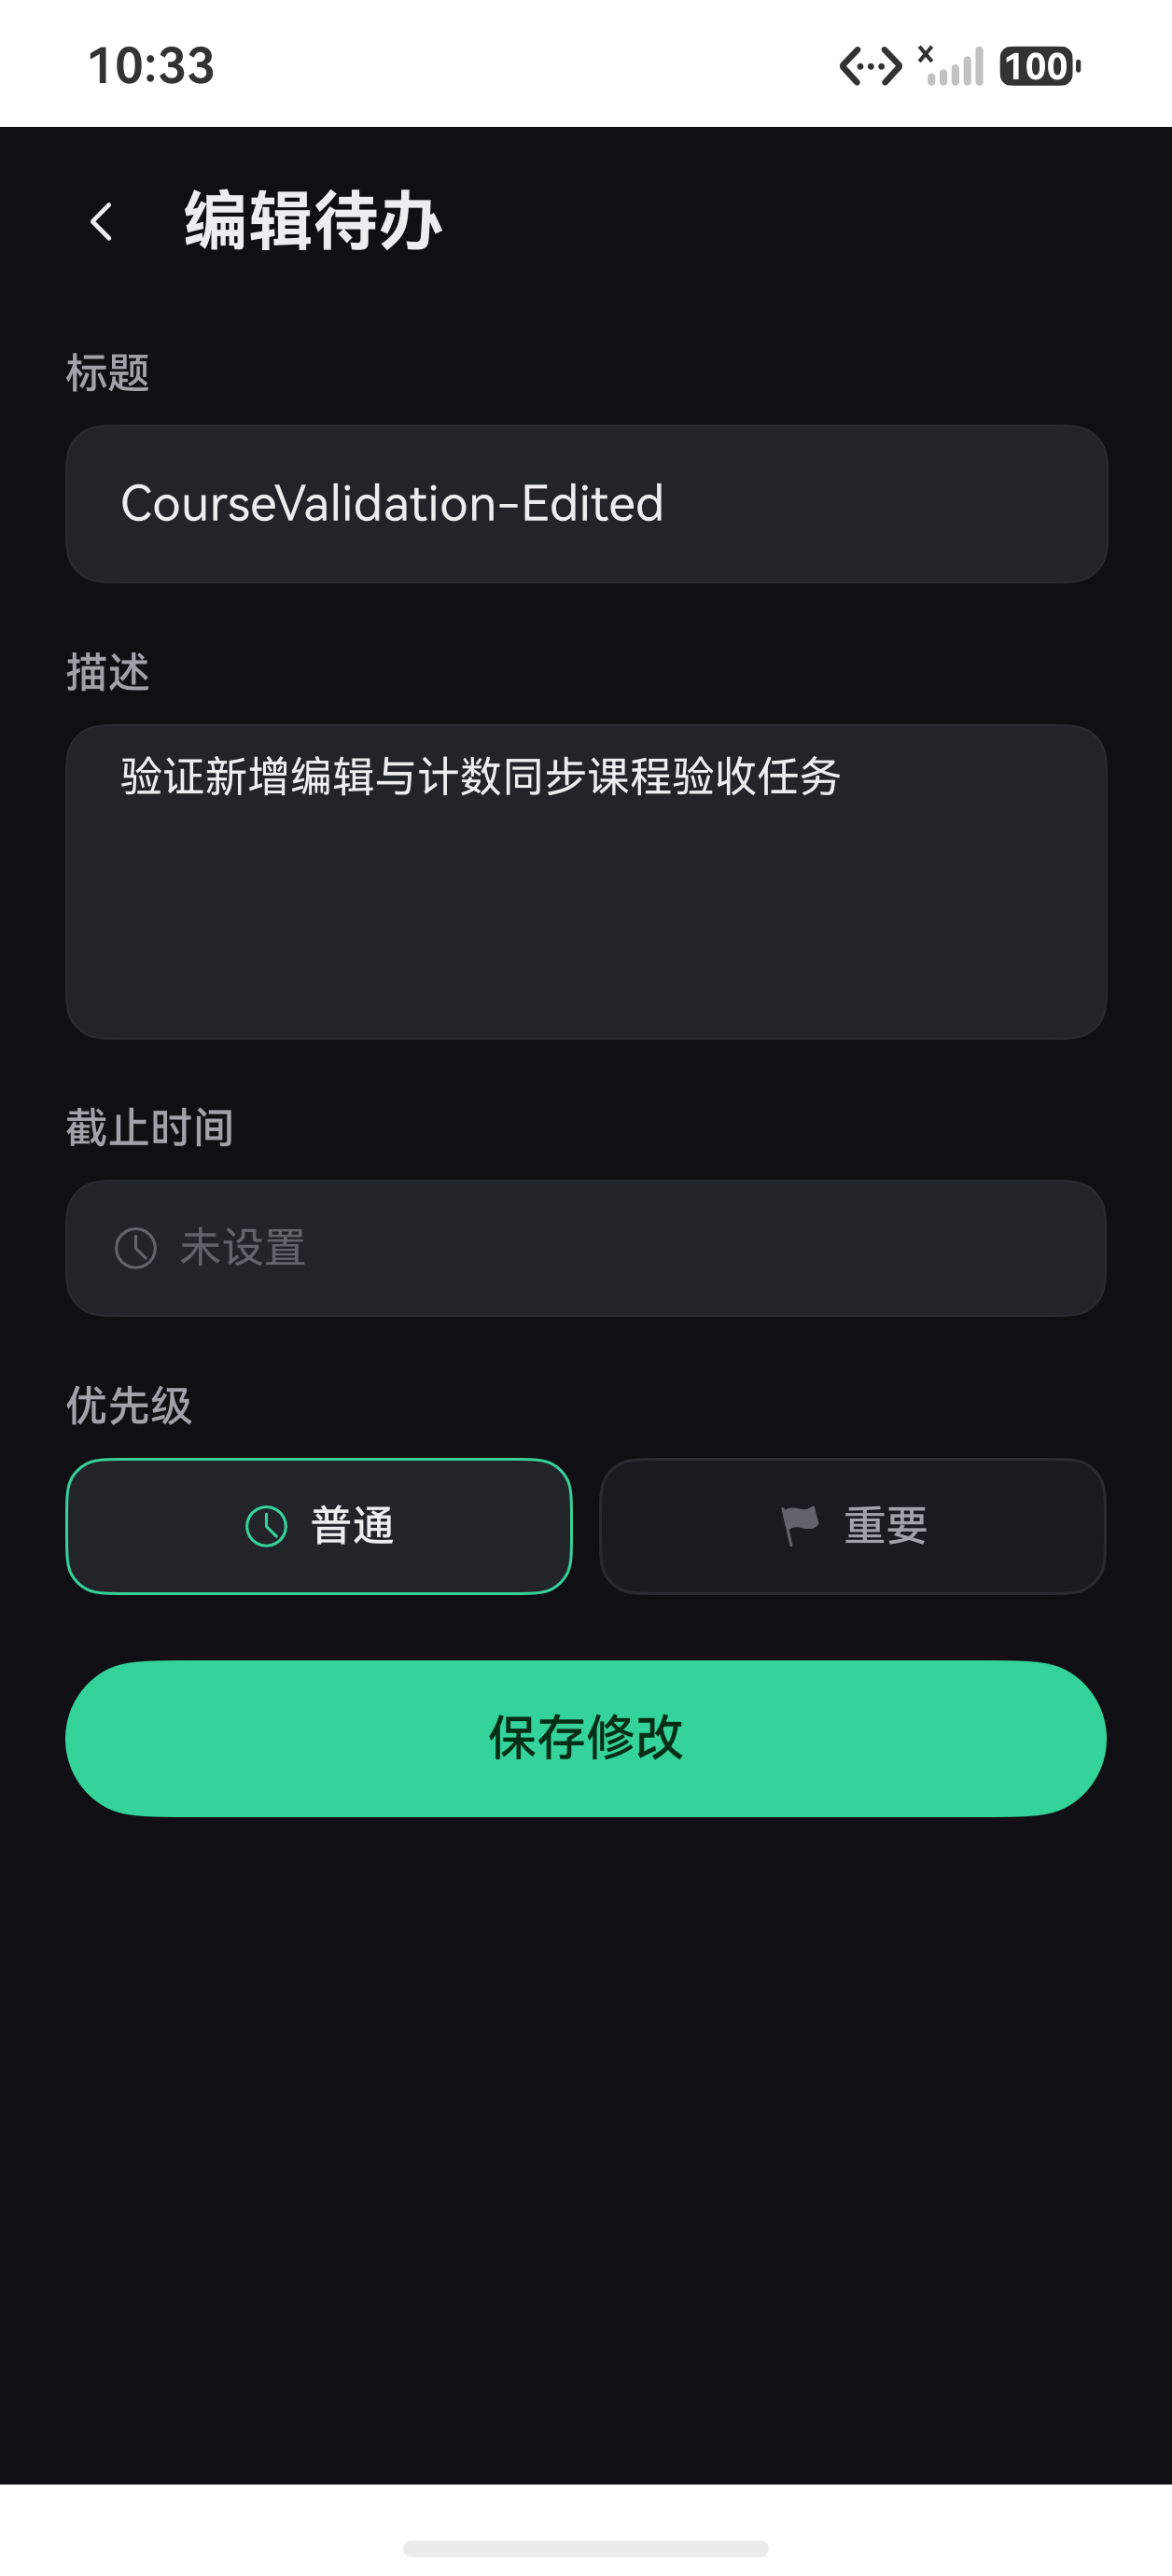 10:33
100
编辑待办
标题
CourseValidation-Edited
描述
验证新增编辑与计数同步课程验收任务
截止时间
未设置
优先级
普通
重要
保存修改